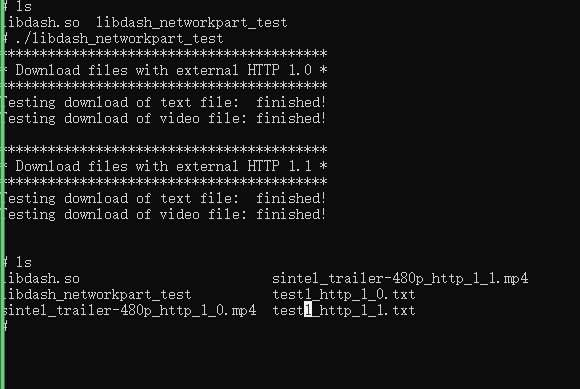 # ls
libdash.so  libdash_networkpart_test
# ./libdash_networkpart_test
*****************************************
* Download files with external HTTP 1.0 *
*****************************************
Testing download of text file:  finished!
Testing download of video file: finished!
*****************************************
* Download files with external HTTP 1.1 *
*****************************************
Testing download of text file:  finished!
Testing download of video file: finished!
# ls
libdash.so                       sintel_trailer-480p_http_1_1.mp4
libdash_networkpart_test         test1_http_1_0.txt
sintel_trailer-480p_http_1_0.mp4  test1_http_1_1.txt
#